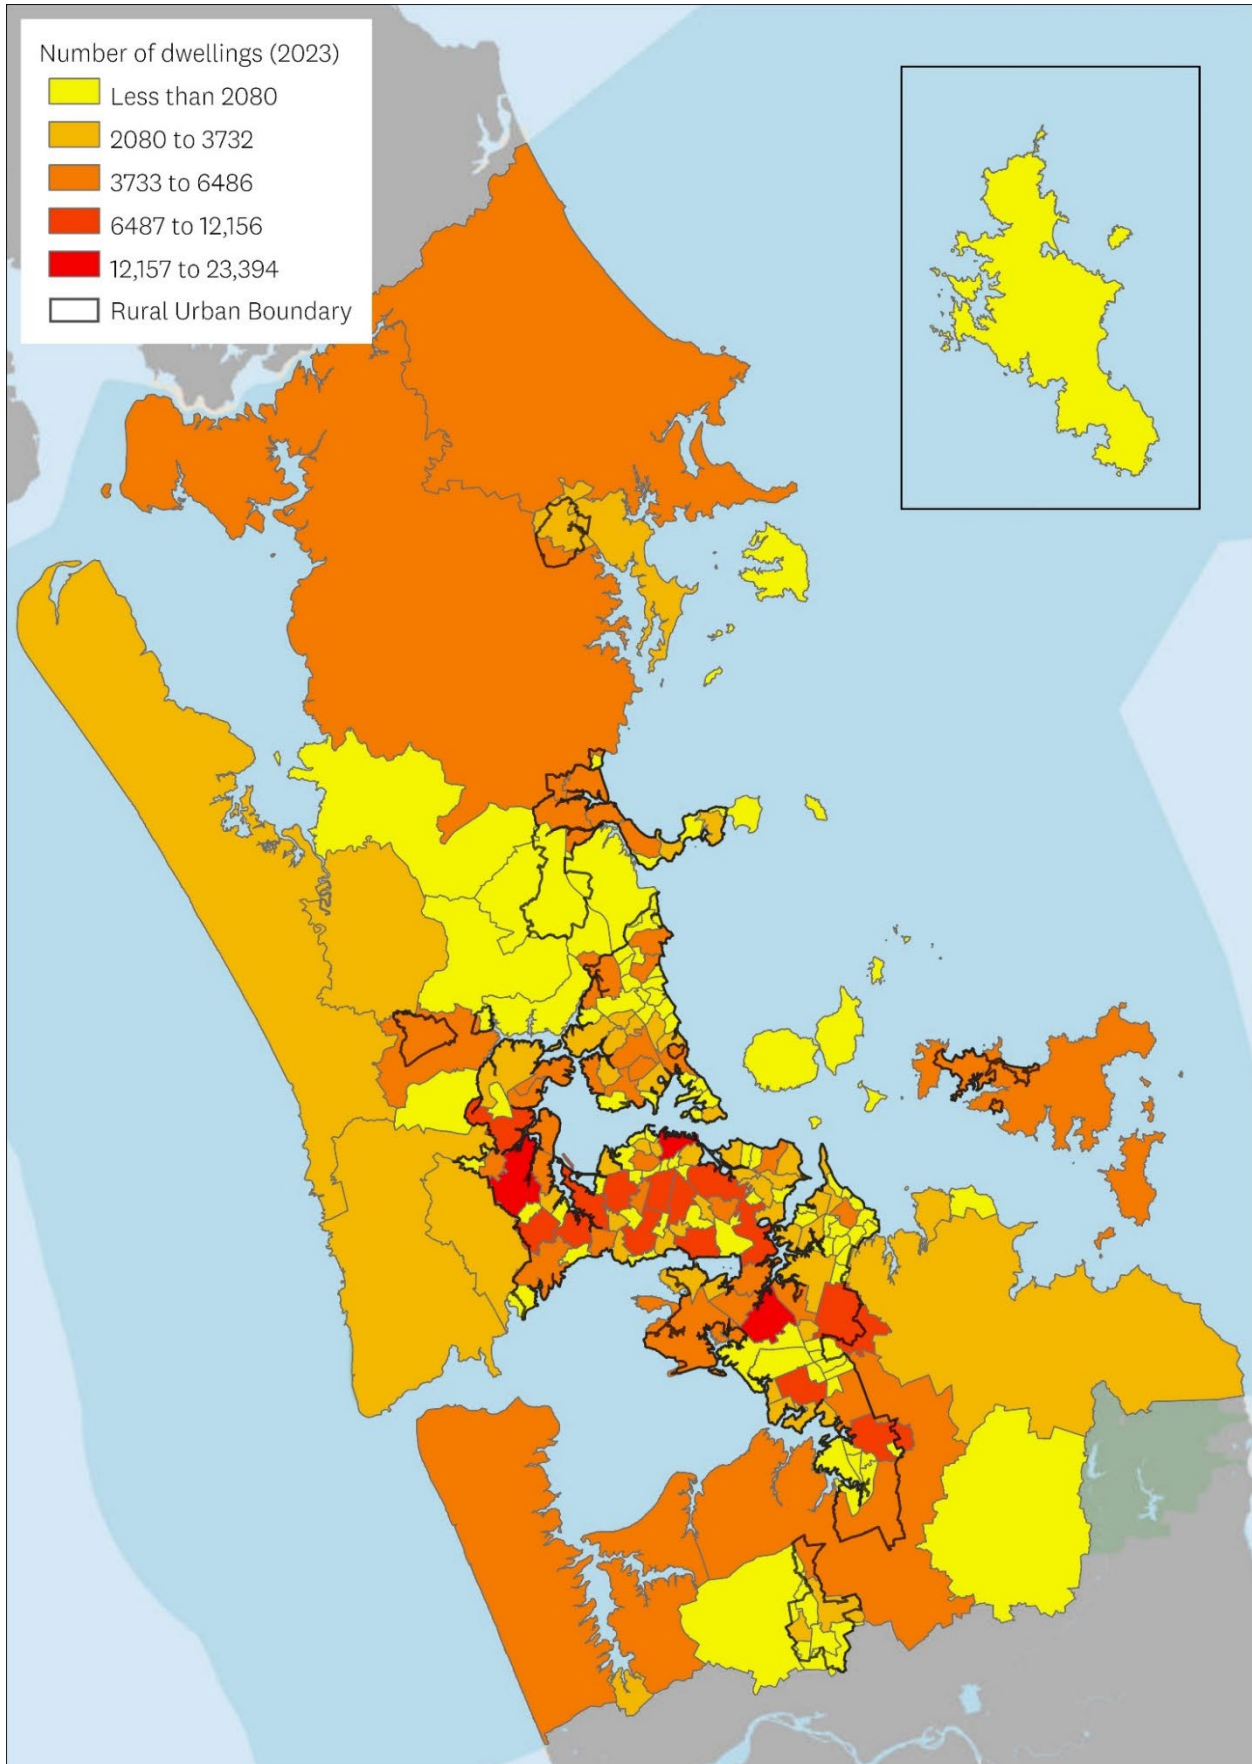 Number of dwellings (2023)
Less than 2080
2080 to 3732
3733 to 6486
6487 to 12,156
12,157 to 23,394
Rural Urban Boundary